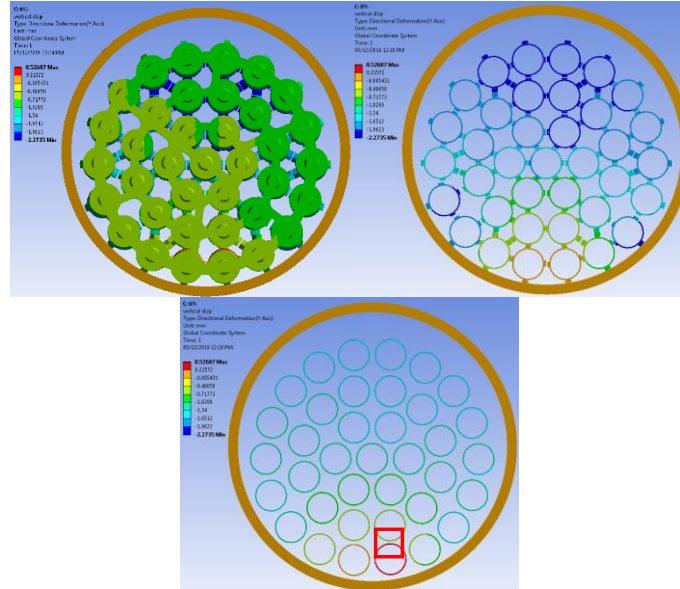 C: 6%
vertical disp
Type: Directional Deformation(Y Axis)
Unit: mm
Global Coordinate System
Time: 1
0.52687 Max
0.21572
-0.095431
-0.40658
-0.71773
-1.0289
-1.34
-1.6512
-1.9623
-2.2735 Min
C: 6%
vertical disp
Type: Directional Deformation(Y Axis)
Unit: mm
Global Coordinate System
Time: 1
0.52687 Max
0.21572
-0.095431
-0.40658
-0.71773
-1.0289
-1.34
-1.6512
-1.9623
-2.2735 Min
C: 6%
vertical disp
Type: Directional Deformation(Y Axis)
Unit: mm
Global Coordinate System
Time: 1
0.52687 Max
0.21572
-0.095431
-0.40658
-0.71773
-1.0289
-1.34
-1.6512
-1.9623
-2.2735 Min